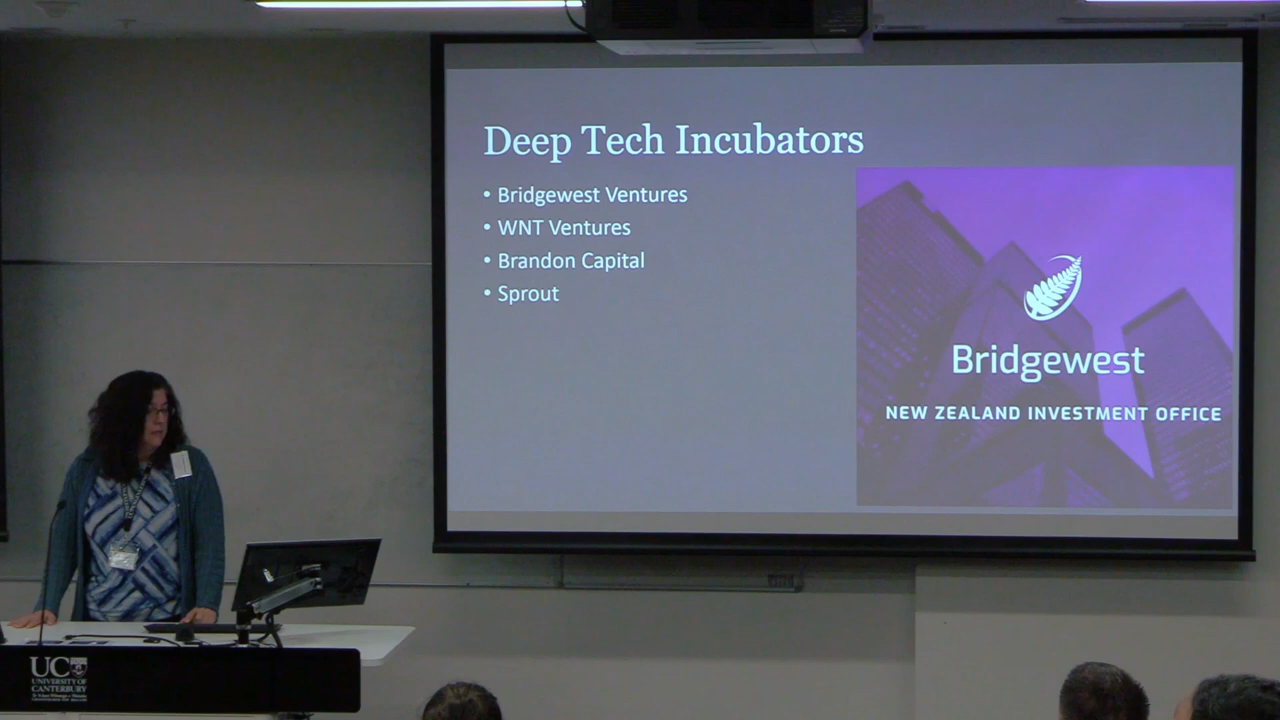 Deep Tech Incubators
• Bridgewest Ventures
• WNT Ventures
• Brandon Capital
• Sprout
Bridgewest
NEW ZEALAND INVESTMENT OFFICE
UC
UNIVERSITY OF
CANTERBURY